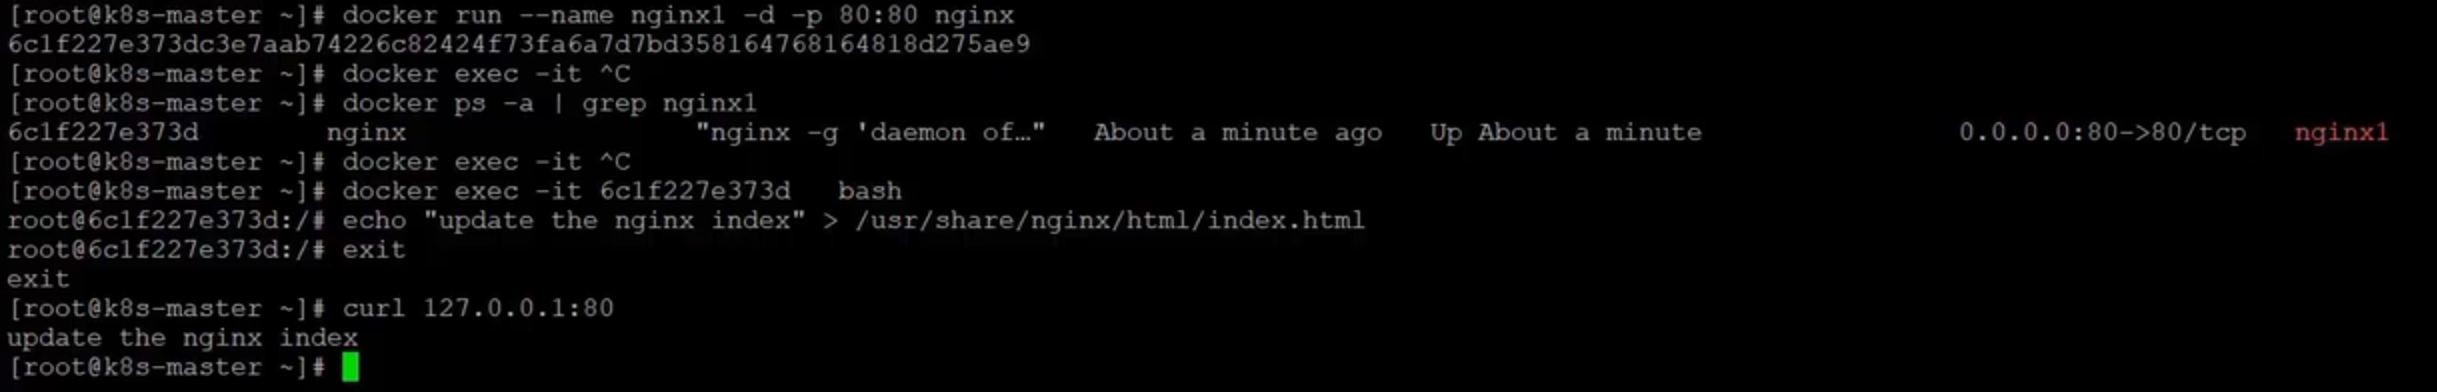 [root@k8s-master ~]# docker run --name nginx1 -d -p 80:80 nginx
6c1f227e373dc3e7aab74226c82424f73fa6a7d7bd358164768164818d275ae9
[root@k8s-master ~]# docker exec -it ^C
[root@k8s-master ~]# docker ps -a | grep nginx1
6c1f227e373d        nginx                  "nginx -g 'daemon of…"   About a minute ago   Up About a minute                0.0.0.0:80->80/tcp   nginx1
[root@k8s-master ~]# docker exec -it ^C
[root@k8s-master ~]# docker exec -it 6c1f227e373d   bash
root@6c1f227e373d:/# echo "update the nginx index" > /usr/share/nginx/html/index.html
root@6c1f227e373d:/# exit
exit
[root@k8s-master ~]# curl 127.0.0.1:80
update the nginx index
[root@k8s-master ~]#